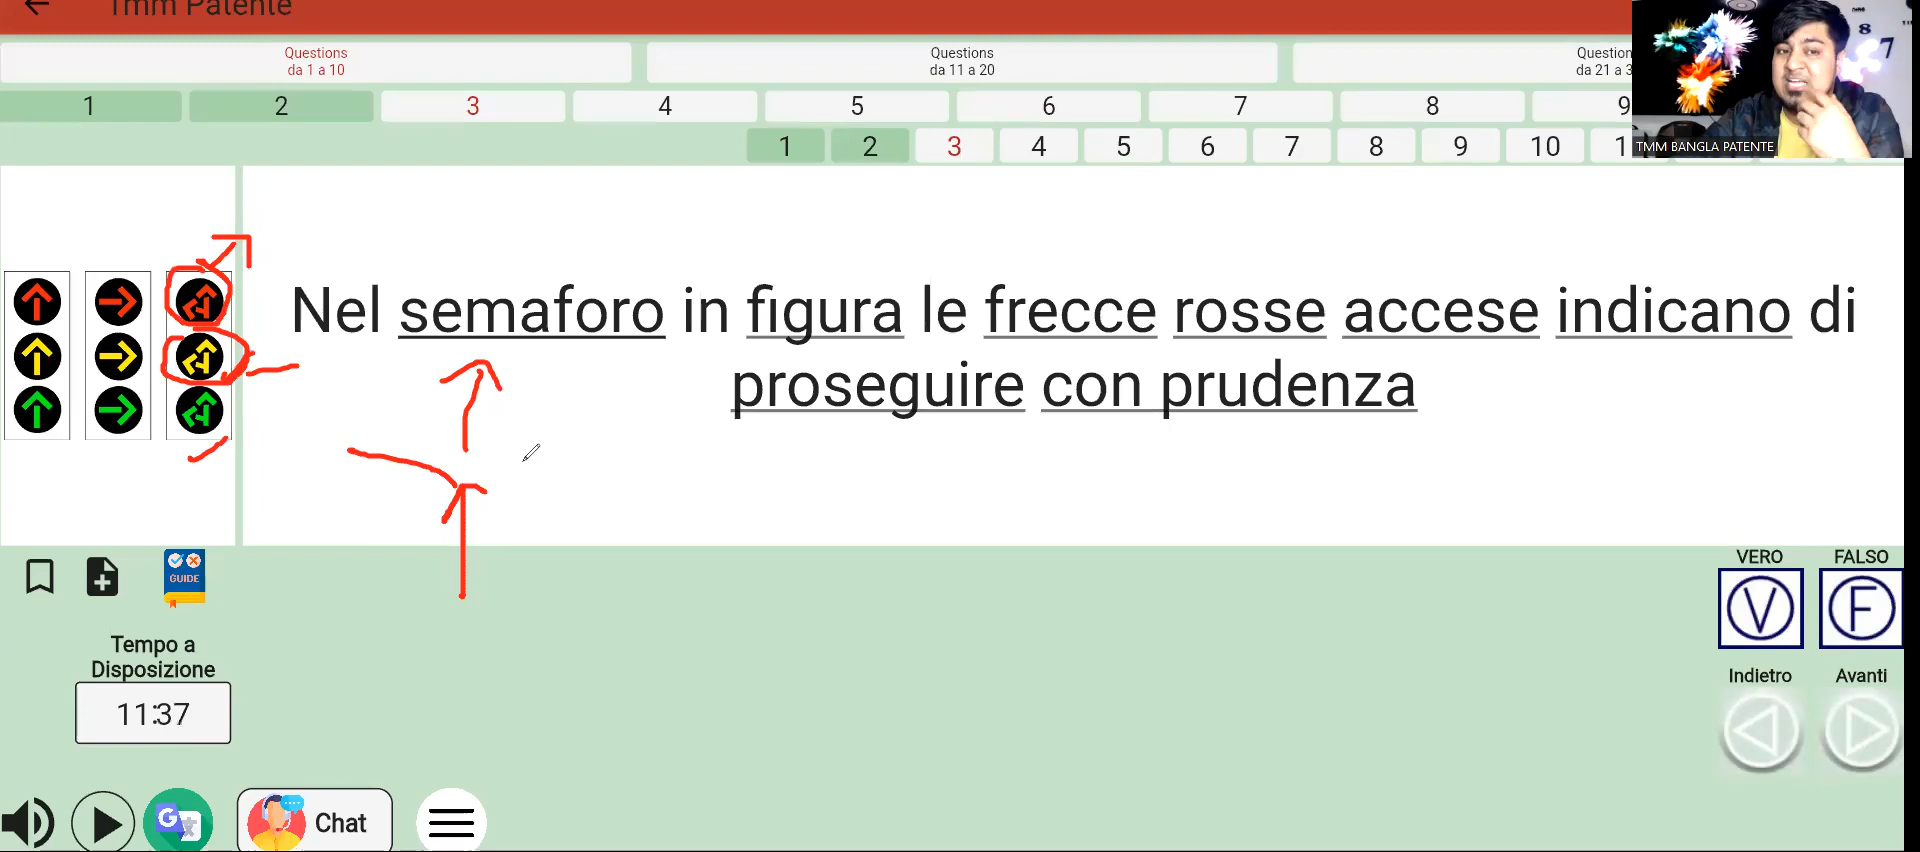 Tmm Patente
Questions
da 1 a 10
Questions
da 11 a 20
da 21 a 3
1 2 3 4 5 6 7 8 9
1 2 3 4 5 6 7 8 9 10 1
8
7
TMM BANGLA PATENTE
Nel semaforo in figura le frecce rosse accese indicano di
proseguire con prudenza
GUIDE
VERO FALSO
V F
Tempo a
Disposizione
11:37
Indietro Avanti
G
Chat